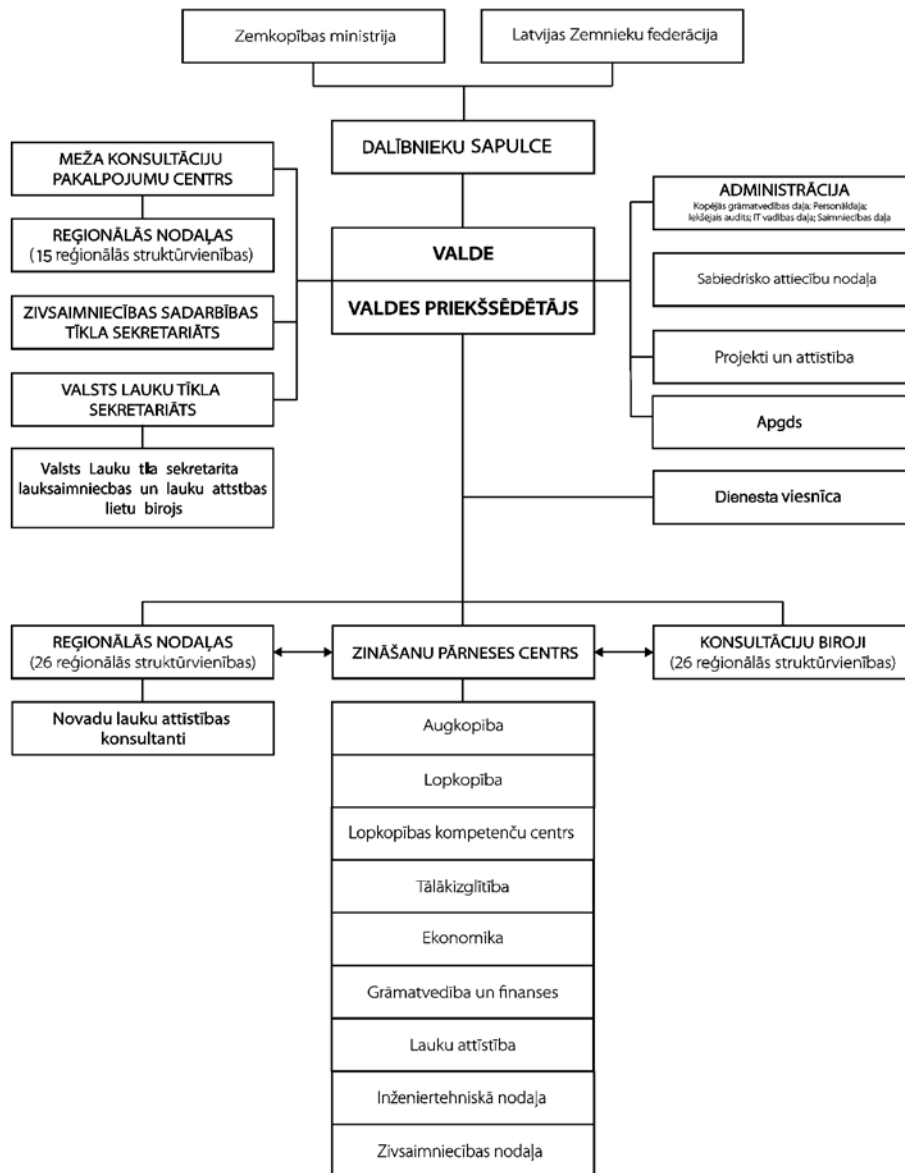 Zemkopības ministrija
Latvijas Zemnieku federācija
DALĪBNIEKU SAPULCE
MEŽA KONSULTĀCIJU
PAKALPOJUMU CENTRS
REĢIONĀLĀS NODAĻAS
(15 reģionālās struktūrvienības)
ZIVSAIMNIECĪBAS SADARBĪBAS
TĪKLA SEKRETARIĀTS
VALSTS LAUKU TĪKLA
SEKRETARIĀTS
Valsts Lauku tīla sekretarita
lauksaimniecbas un lauku attstbas
lietu birojs
VALDE
VALDES PRIEKŠSĒDĒTĀJS
ADMINISTRĀCIJA
Kopējās grāmatvedības daļa; Personāldaļa;
Iekšējais audits; IT vadības daļa; Saimniecības daļa
Sabiedrisko attiecību nodaļa
Projekti un attīstība
Apgds
Dienesta viesnīca
REĢIONĀLĀS NODAĻAS
(26 reģionālās struktūrvienības)
Novadu lauku attīstības
konsultanti
ZINĀŠANU PĀRNESES CENTRS
KONSULTĀCIJU BIROJI
(26 reģionālās struktūrvienības)
Augkopība
Lopkopība
Lopkopības kompetenču centrs
Tālākizglītība
Ekonomika
Grāmatvedība un finanses
Lauku attīstība
Inženiertehniskā nodaļa
Zivsaimniecības nodaļa